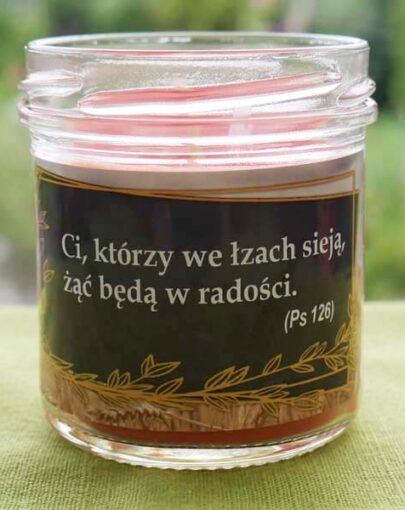 Ci, którzy we łzach sieją,
żąć będą w radości.
(Ps 126)